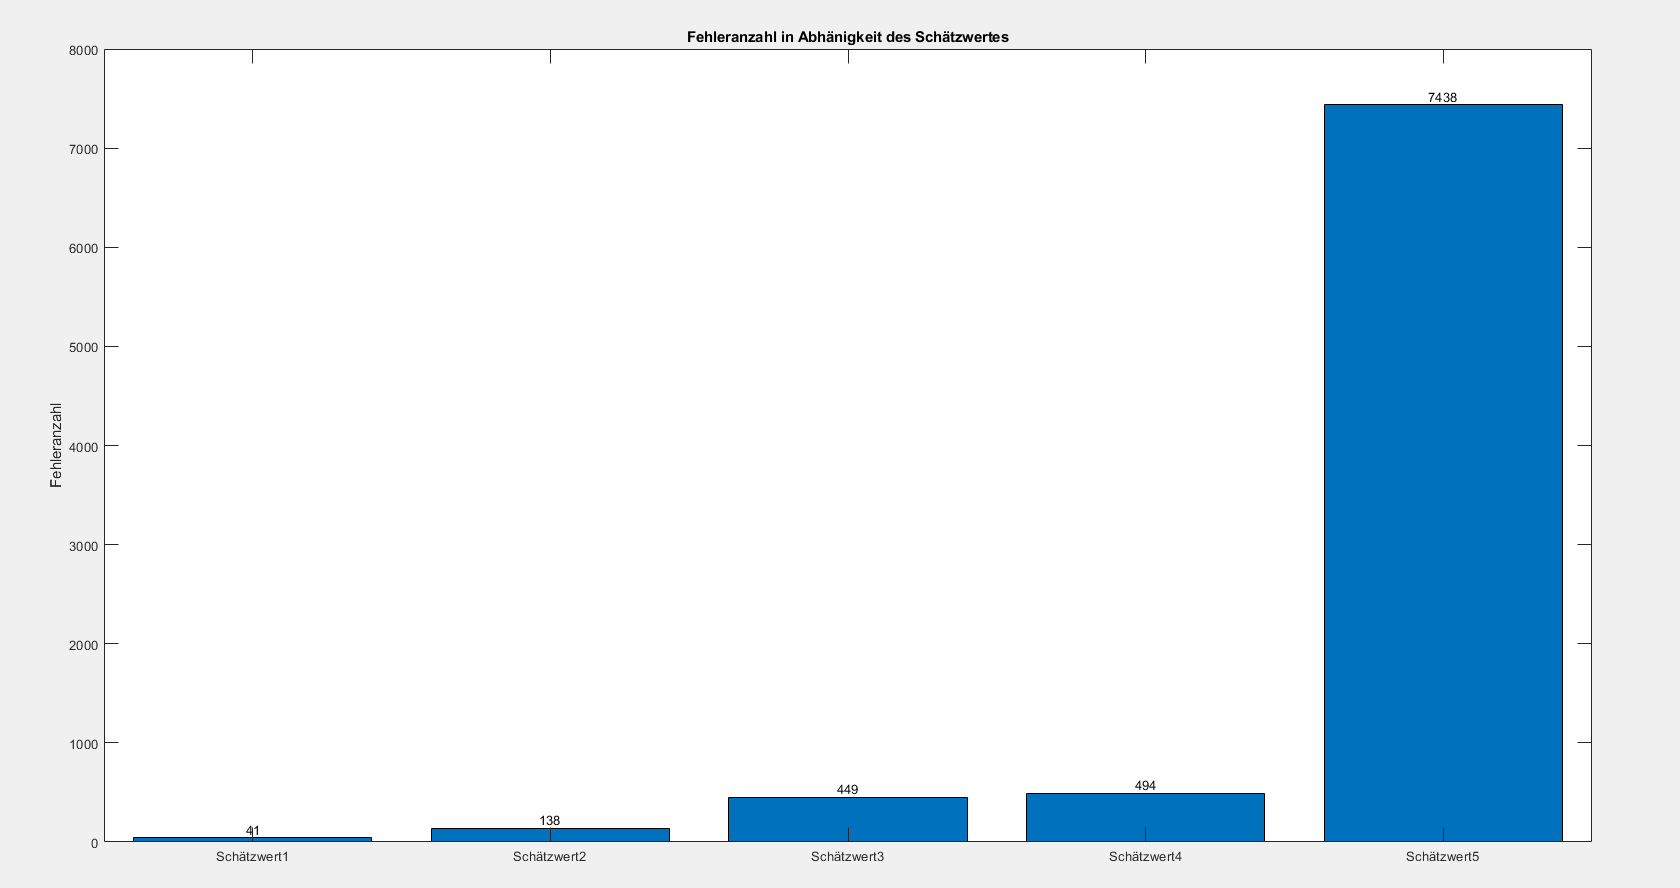 Fehleranzahl in Abhänigkeit des Schätzwertes
8000
7000
6000
5000
4000
3000
2000
1000
0
Fehleranzahl
41
138
449
494
7438
Schätzwert1
Schätzwert2
Schätzwert3
Schätzwert4
Schätzwert5